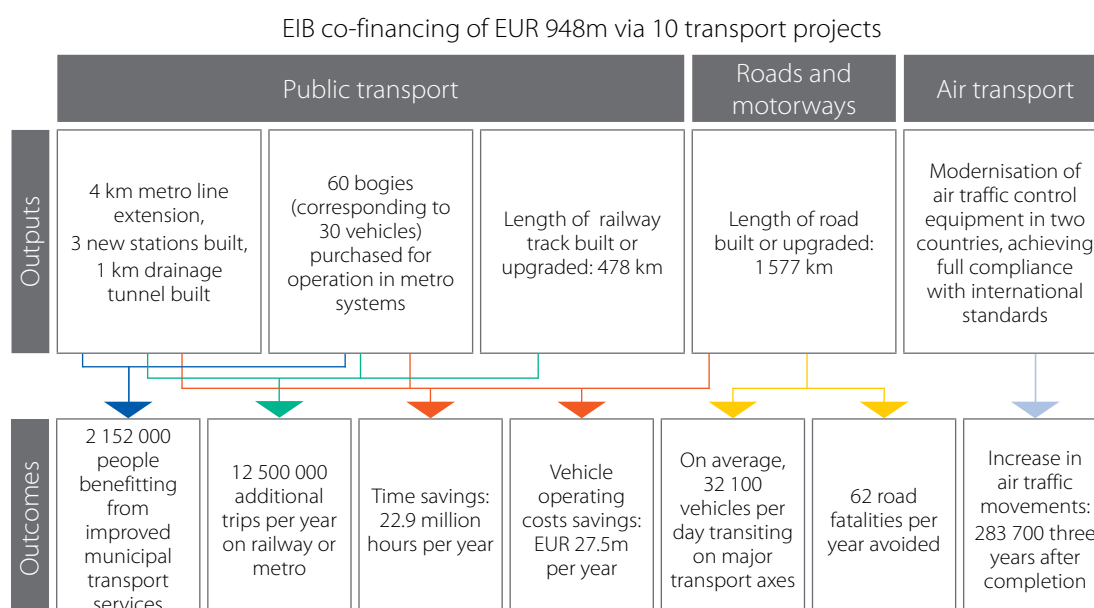 EIB co-financing of EUR 948m via 10 transport projects
Public transport
Roads and
motorways
Air transport
Outputs
4 km metro line
extension,
3 new stations built,
1 km drainage
tunnel built
60 bogies
(corresponding to
30 vehicles)
purchased for
operation in metro
systems
Length of railway
track built or
upgraded: 478 km
Length of road
built or upgraded:
1 577 km
Modernisation of
air traffic control
equipment in two
countries, achieving
full compliance
with international
standards
Outcomes
2 152 000
people
benefitting
from
improved
municipal
transport
services
12 500 000
additional
trips per year
on railway or
metro
Time savings:
22.9 million
hours per year
Vehicle
operating
costs savings:
EUR 27.5m
per year
On average,
32 100
vehicles per
day transiting
on major
transport axes
62 road
fatalities per
year avoided
Increase in
air traffic
movements:
283 700 three
years after
completion